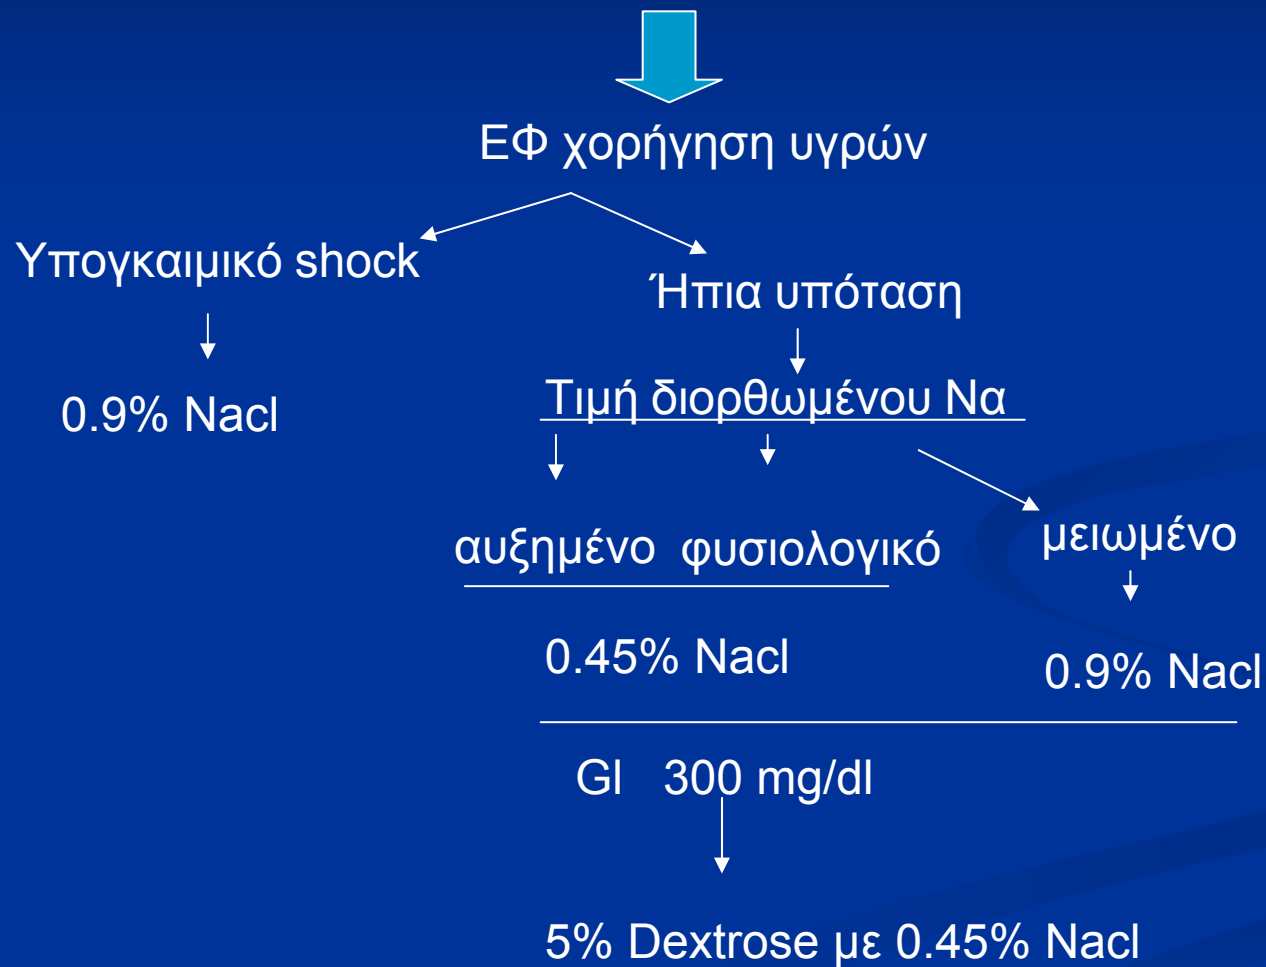 ΕΦ χορήγηση υγρών
Υπογκαιμικό shock
Ήπια υπόταση
0.9% Nacl
Τιμή διορθωμένου Να
αυξημένο φυσιολογικό
μειωμένο
0.45% Nacl
0.9% Nacl
Gl 300 mg/dl
5% Dextrose με 0.45% Nacl